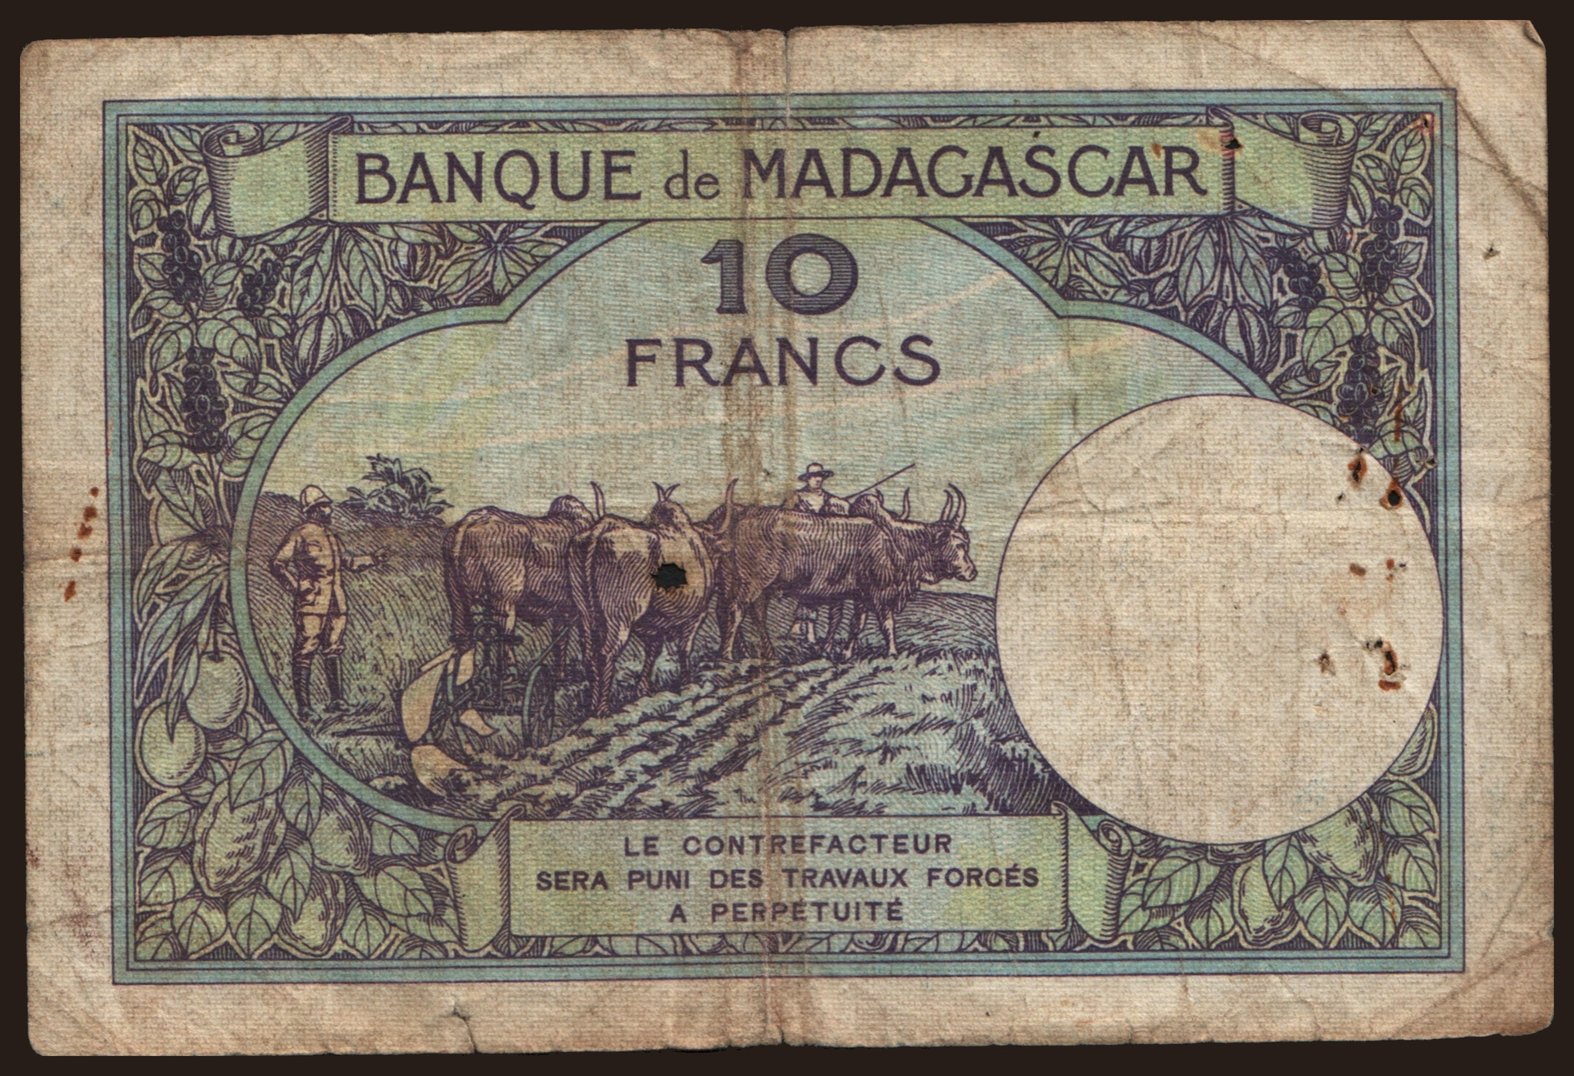 BANQUE de MADAGASCAR
10
FRANCS
LE CONTREFACTEUR
SERA PUNI DES TRAVAUX FORCÉS
A PERPÉTUITÉ